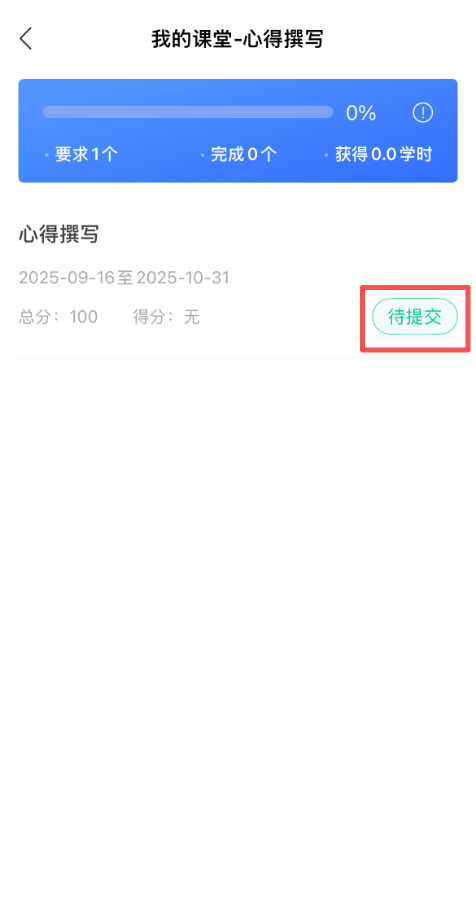 我的课堂-心得撰写
0%
· 要求1个 · 完成0个 · 获得0.0学时
心得撰写
2025-09-16至2025-10-31
总分：100 得分：无
待提交